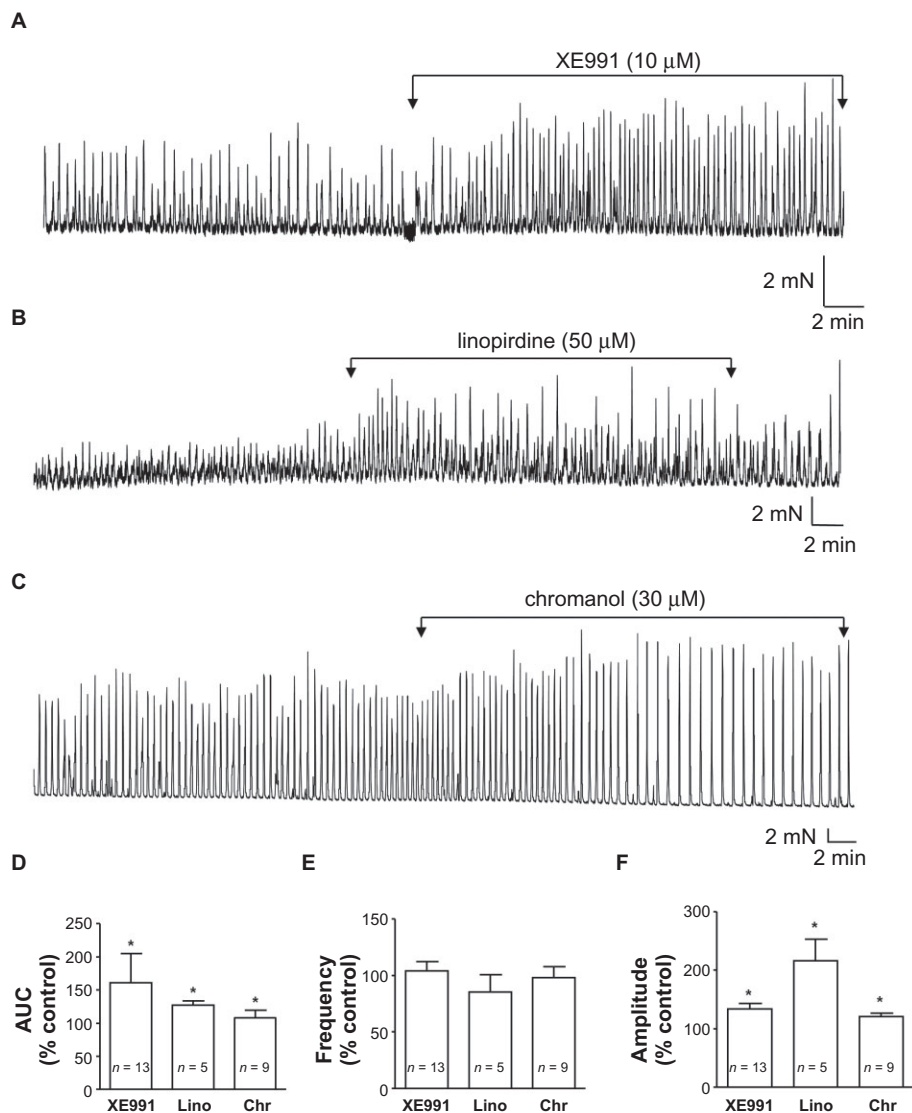 A
XE991 (10 μM)
2 mN
2 min
B
linopirdine (50 μM)
2 mN
2 min
C
chromanol (30 μM)
2 mN
2 min
D
E
F
AUC
(% control)
250
200
150
100
50
0
*
*
*
n = 13
n = 5
n = 9
XE991
Lino
Chr
Frequency
(% control)
150
100
50
0
n = 13
n = 5
n = 9
XE991
Lino
Chr
Amplitude
(% control)
300
200
100
0
*
*
*
n = 13
n = 5
n = 9
XE991
Lino
Chr